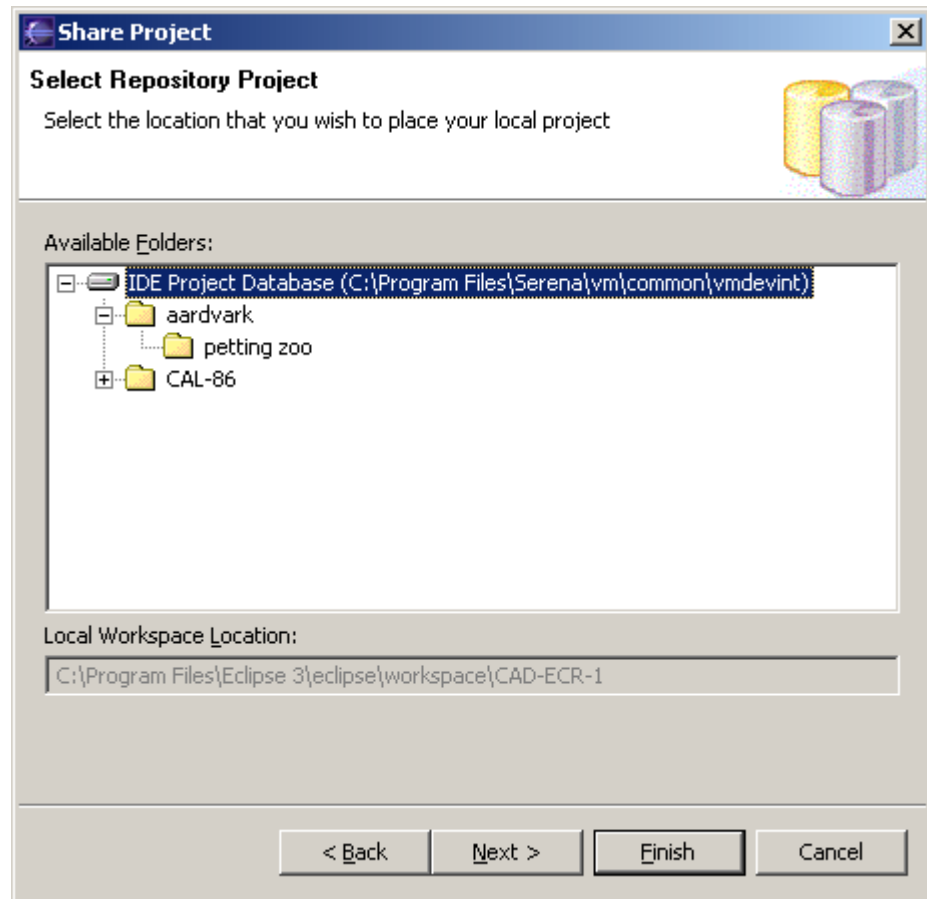 Share Project
Select Repository Project
Select the location that you wish to place your local project
Available Folders:
IDE Project Database (C:\Program Files\Serena\vm\common\vmdevint)
aardvark
petting zoo
CAL-86
Local Workspace Location:
C:\Program Files\Eclipse 3\eclipse\workspace\CAD-ECR-1
< Back Next > Finish Cancel